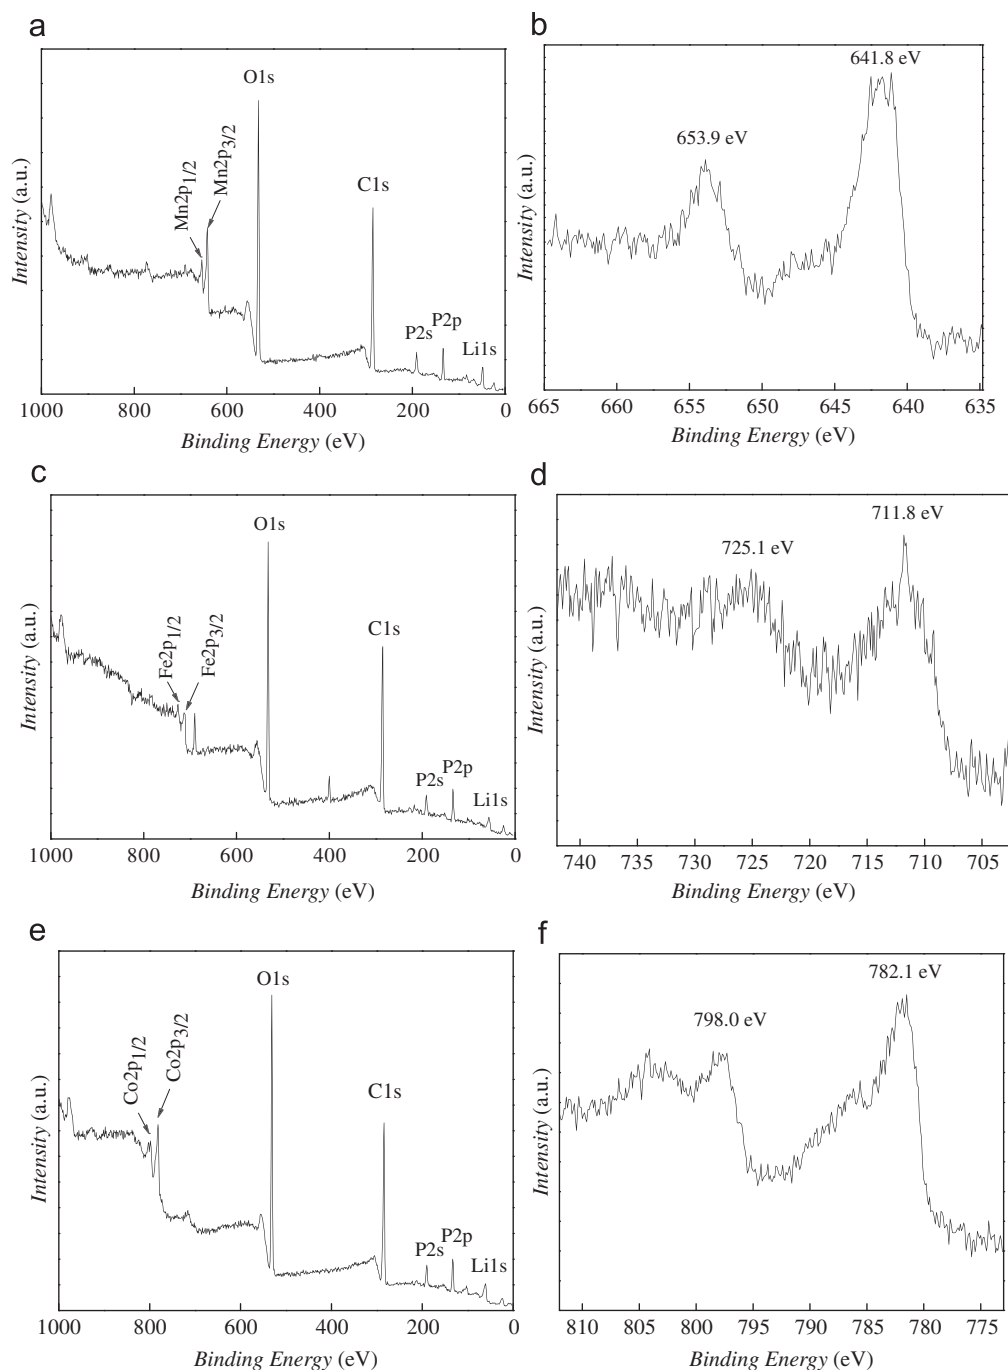 a
O1s
Mn2p1/2
Mn2p3/2
C1s
P2s
P2p
Li1s
Intensity (a.u.)
1000 800 600 400 200 0
Binding Energy (eV)
b
641.8 eV
653.9 eV
Intensity (a.u.)
665 660 655 650 645 640 635
Binding Energy (eV)
c
O1s
Fe2p1/2
Fe2p3/2
C1s
P2s
P2p
Li1s
Intensity (a.u.)
1000 800 600 400 200 0
Binding Energy (eV)
d
711.8 eV
725.1 eV
Intensity (a.u.)
740 735 730 725 720 715 710 705
Binding Energy (eV)
e
O1s
Co2p1/2
Co2p3/2
C1s
P2s
P2p
Li1s
Intensity (a.u.)
1000 800 600 400 200 0
Binding Energy (eV)
f
782.1 eV
798.0 eV
Intensity (a.u.)
810 805 800 795 790 785 780 775
Binding Energy (eV)